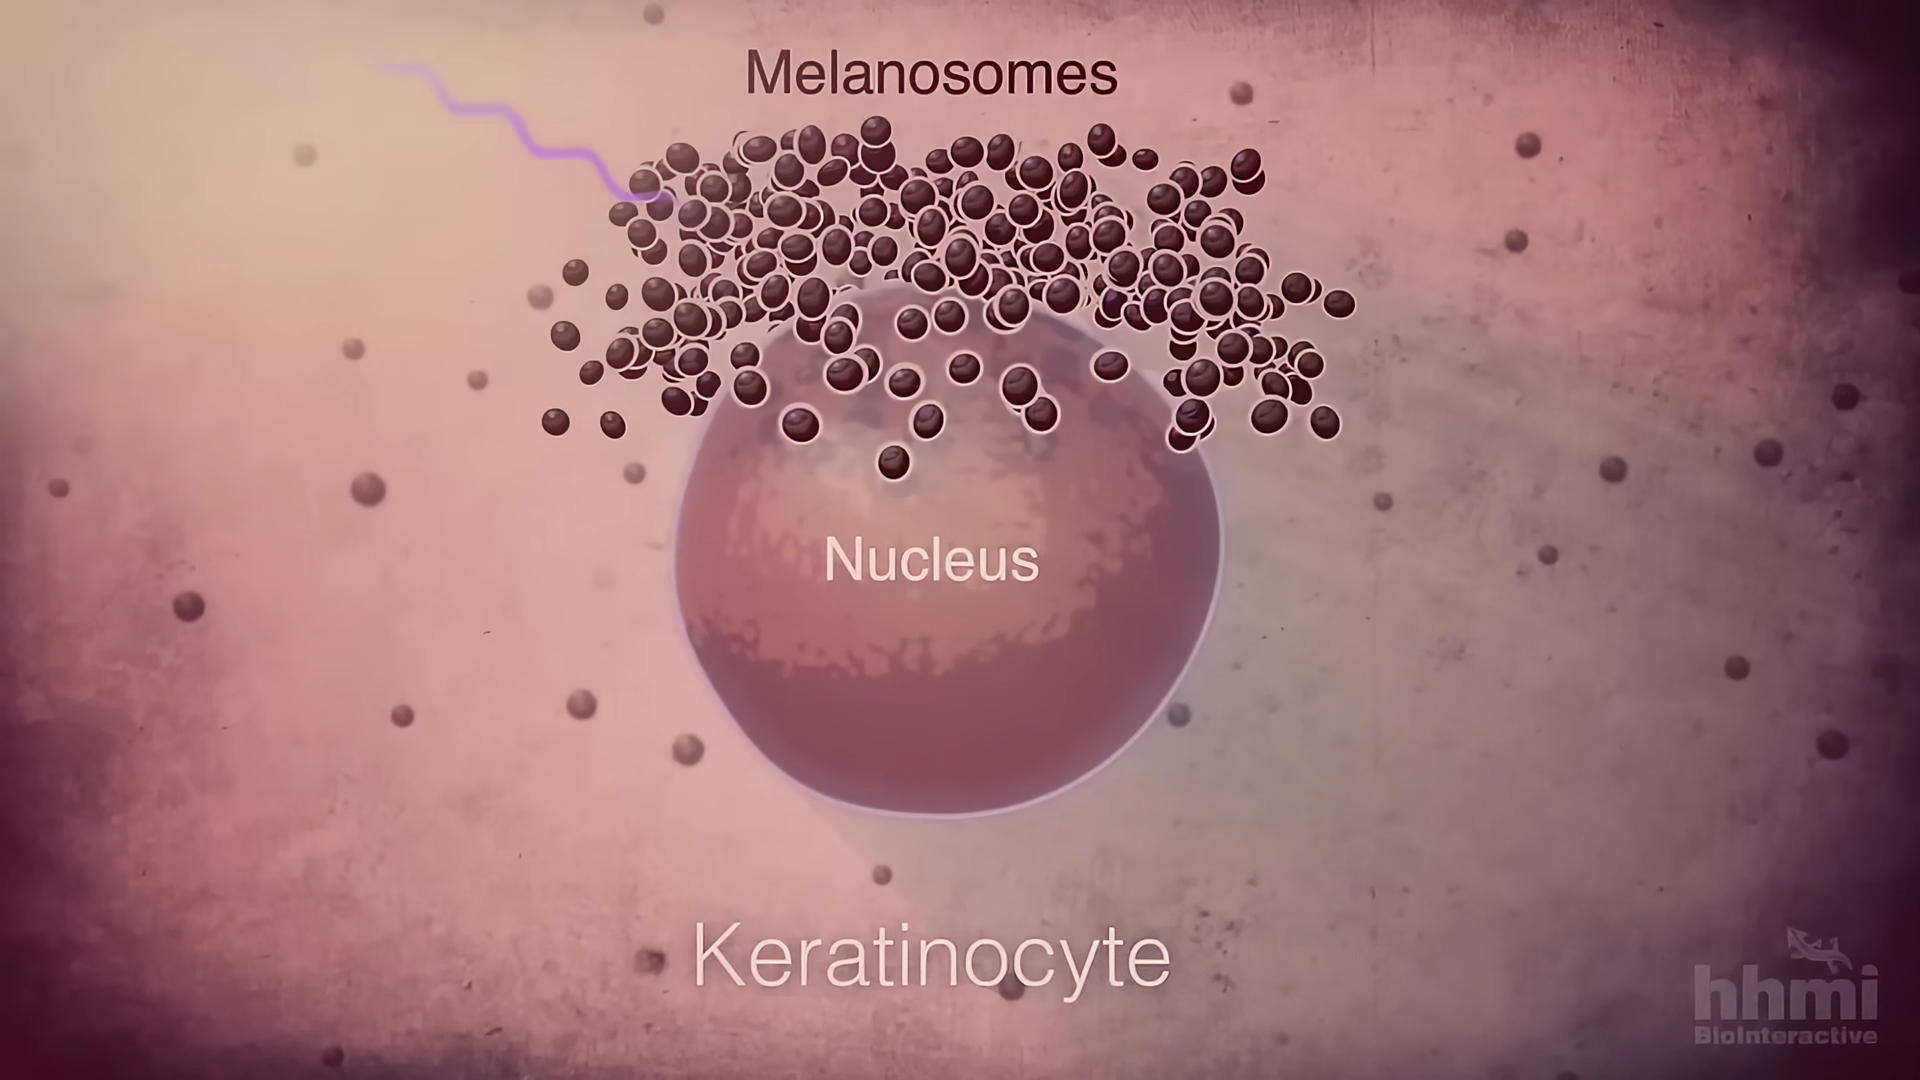 Melanosomes
Nucleus
Keratinocyte
hhmi
BioInteractive